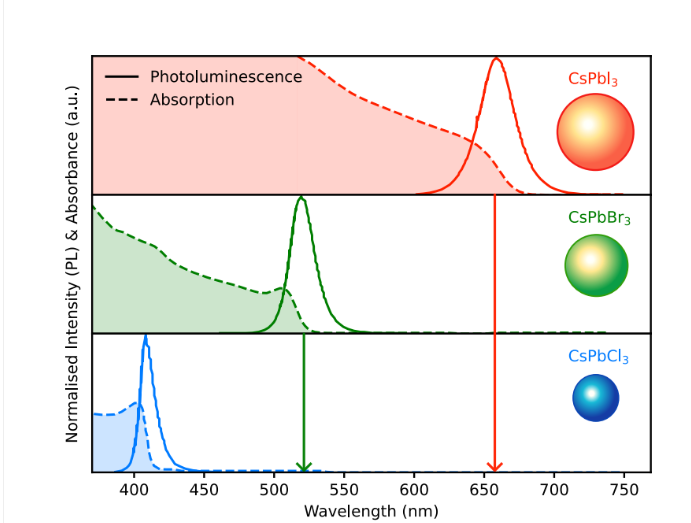 Photoluminescence
Absorption
CsPbI₃
CsPbBr₃
CsPbCl₃
Normalised Intensity (PL) & Absorbance (a.u.)
400 450 500 550 600 650 700 750
Wavelength (nm)